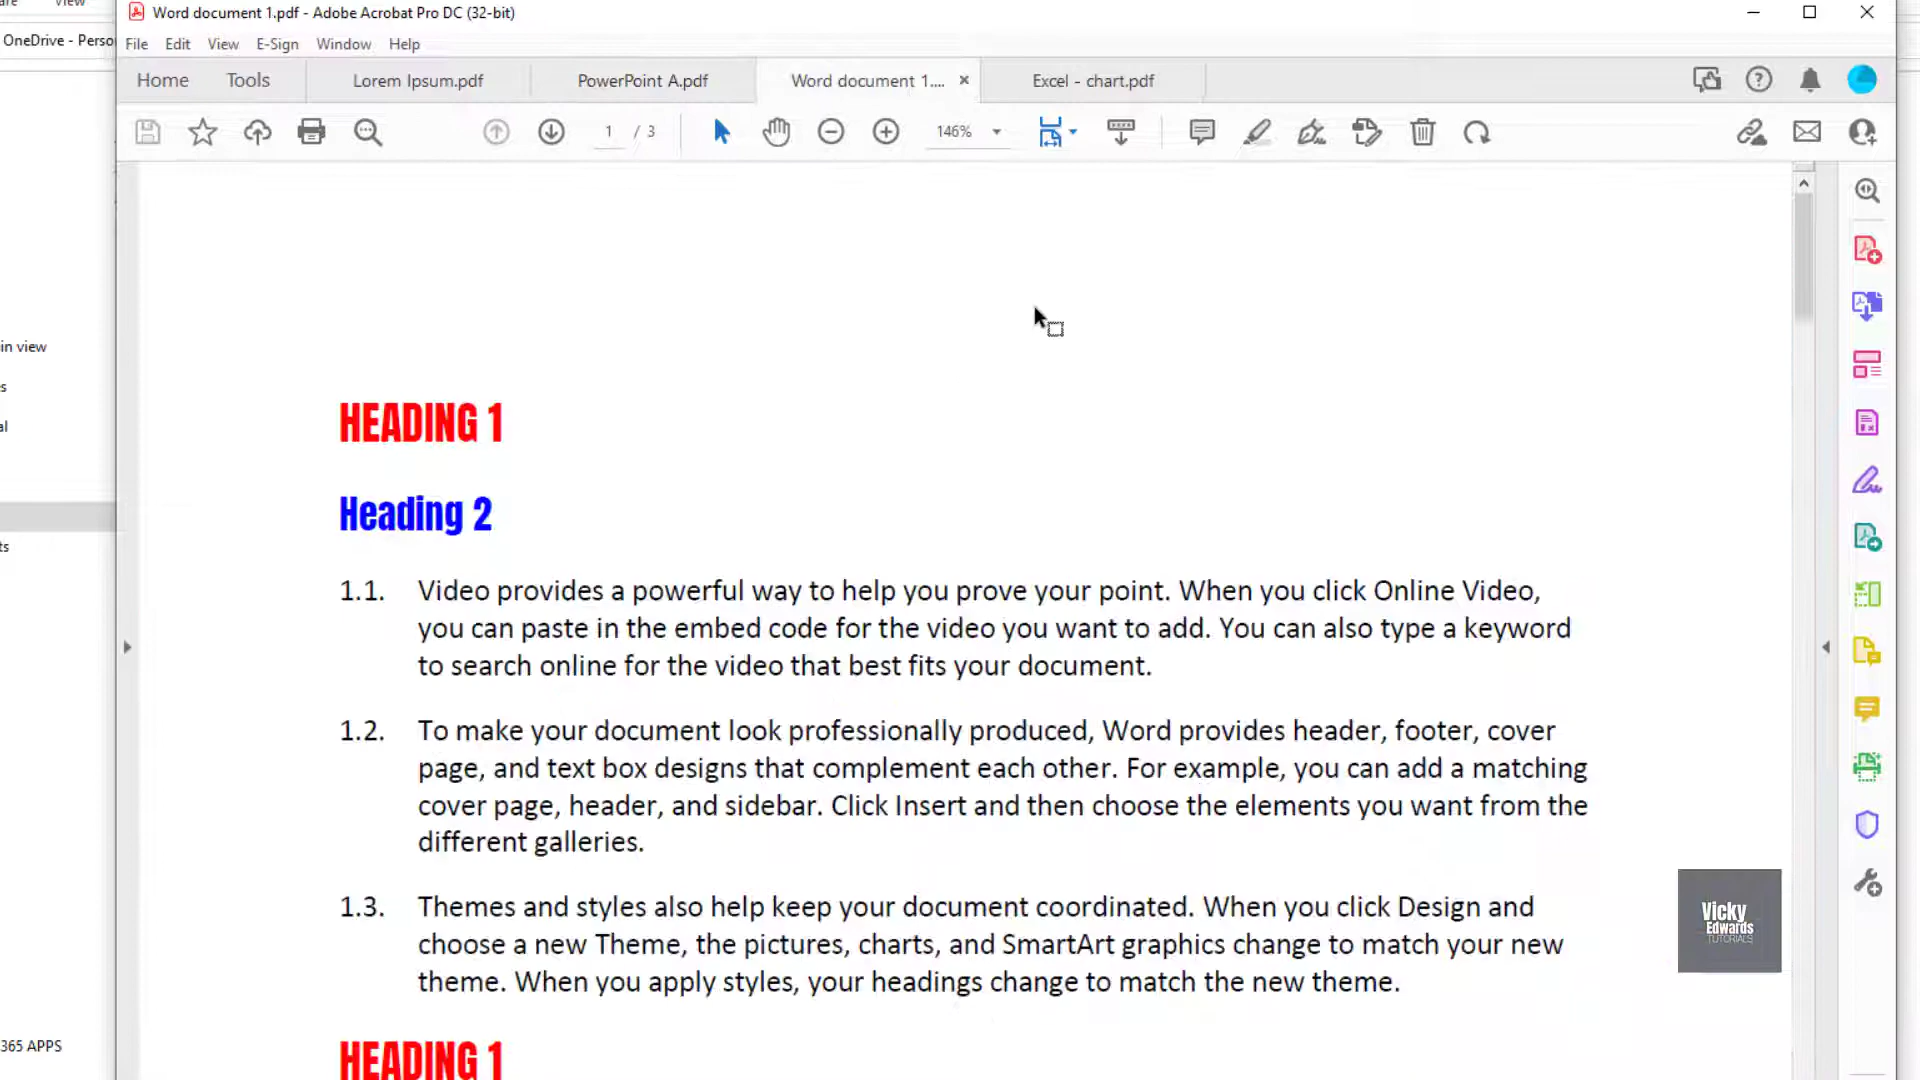 View
OneDrive - Perso
in view
365 APPS
Word document 1.pdf - Adobe Acrobat Pro DC (32-bit)
File Edit View E-Sign Window Help
Home Tools Lorem Ipsum.pdf PowerPoint A.pdf Word document 1.... × Excel - chart.pdf
1 / 3 146%
HEADING 1
Heading 2
1.1. Video provides a powerful way to help you prove your point. When you click Online Video,
you can paste in the embed code for the video you want to add. You can also type a keyword
to search online for the video that best fits your document.
1.2. To make your document look professionally produced, Word provides header, footer, cover
page, and text box designs that complement each other. For example, you can add a matching
cover page, header, and sidebar. Click Insert and then choose the elements you want from the
different galleries.
1.3. Themes and styles also help keep your document coordinated. When you click Design and
choose a new Theme, the pictures, charts, and SmartArt graphics change to match your new
theme. When you apply styles, your headings change to match the new theme.
HEADING 1
Vicky
Edwards
TUTORIALS